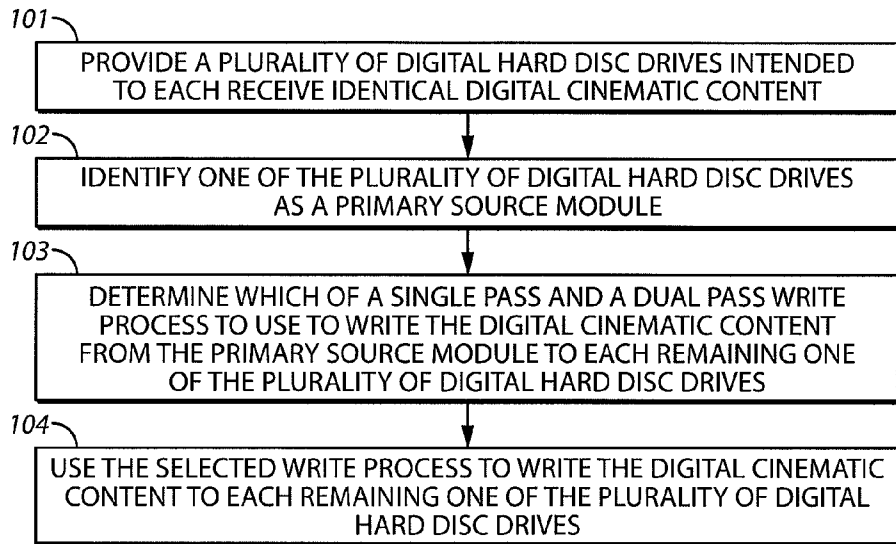 101
PROVIDE A PLURALITY OF DIGITAL HARD DISC DRIVES INTENDED
TO EACH RECEIVE IDENTICAL DIGITAL CINEMATIC CONTENT
102
IDENTIFY ONE OF THE PLURALITY OF DIGITAL HARD DISC DRIVES
AS A PRIMARY SOURCE MODULE
103
DETERMINE WHICH OF A SINGLE PASS AND A DUAL PASS WRITE
PROCESS TO USE TO WRITE THE DIGITAL CINEMATIC CONTENT
FROM THE PRIMARY SOURCE MODULE TO EACH REMAINING ONE
OF THE PLURALITY OF DIGITAL HARD DISC DRIVES
104
USE THE SELECTED WRITE PROCESS TO WRITE THE DIGITAL CINEMATIC
CONTENT TO EACH REMAINING ONE OF THE PLURALITY OF DIGITAL
HARD DISC DRIVES